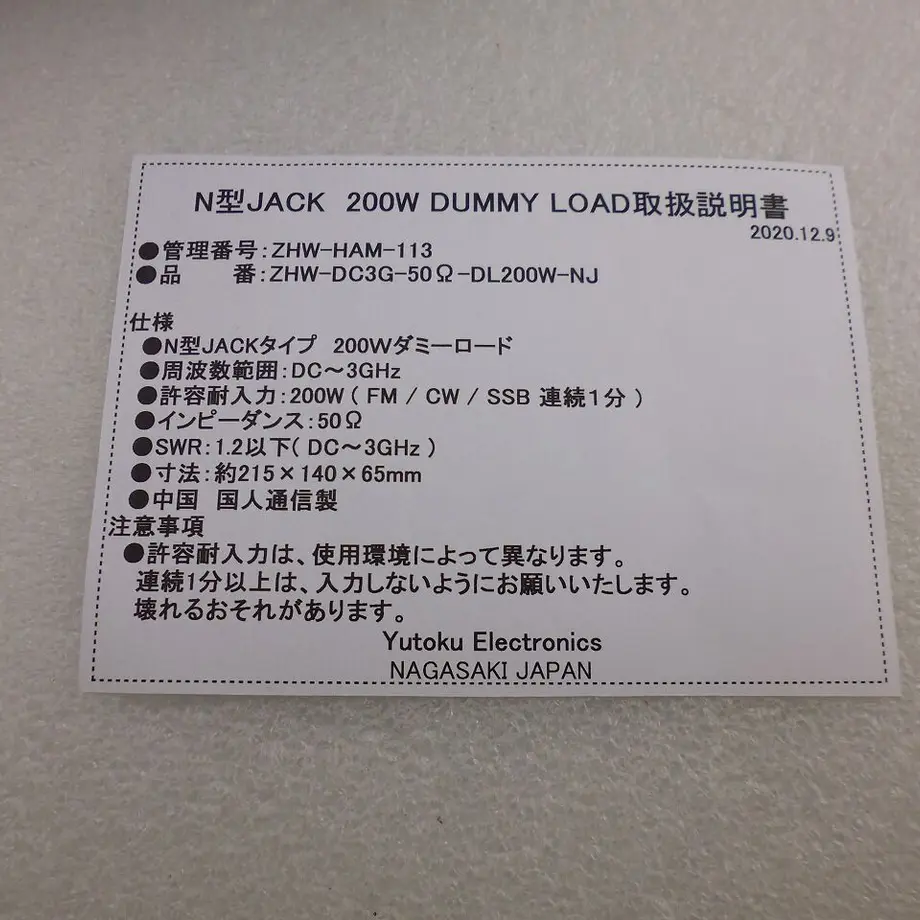 N型JACK 200W DUMMY LOAD取扱説明書
2020.12.9
●管理番号:ZHW-HAM-113
●品　　番:ZHW-DC3G-50Ω-DL200W-NJ
仕様
●N型JACKタイプ 200Wダミーロード
●周波数範囲:DC～3GHz
●許容耐入力:200W ( FM / CW / SSB 連続1分 )
●インピーダンス:50Ω
●SWR:1.2以下( DC～3GHz )
●寸法:約215×140×65mm
●中国 国人通信製
注意事項
●許容耐入力は、使用環境によって異なります。
連続1分以上は、入力しないようにお願いいたします。
壊れるおそれがあります。
Yutoku Electronics
NAGASAKI JAPAN